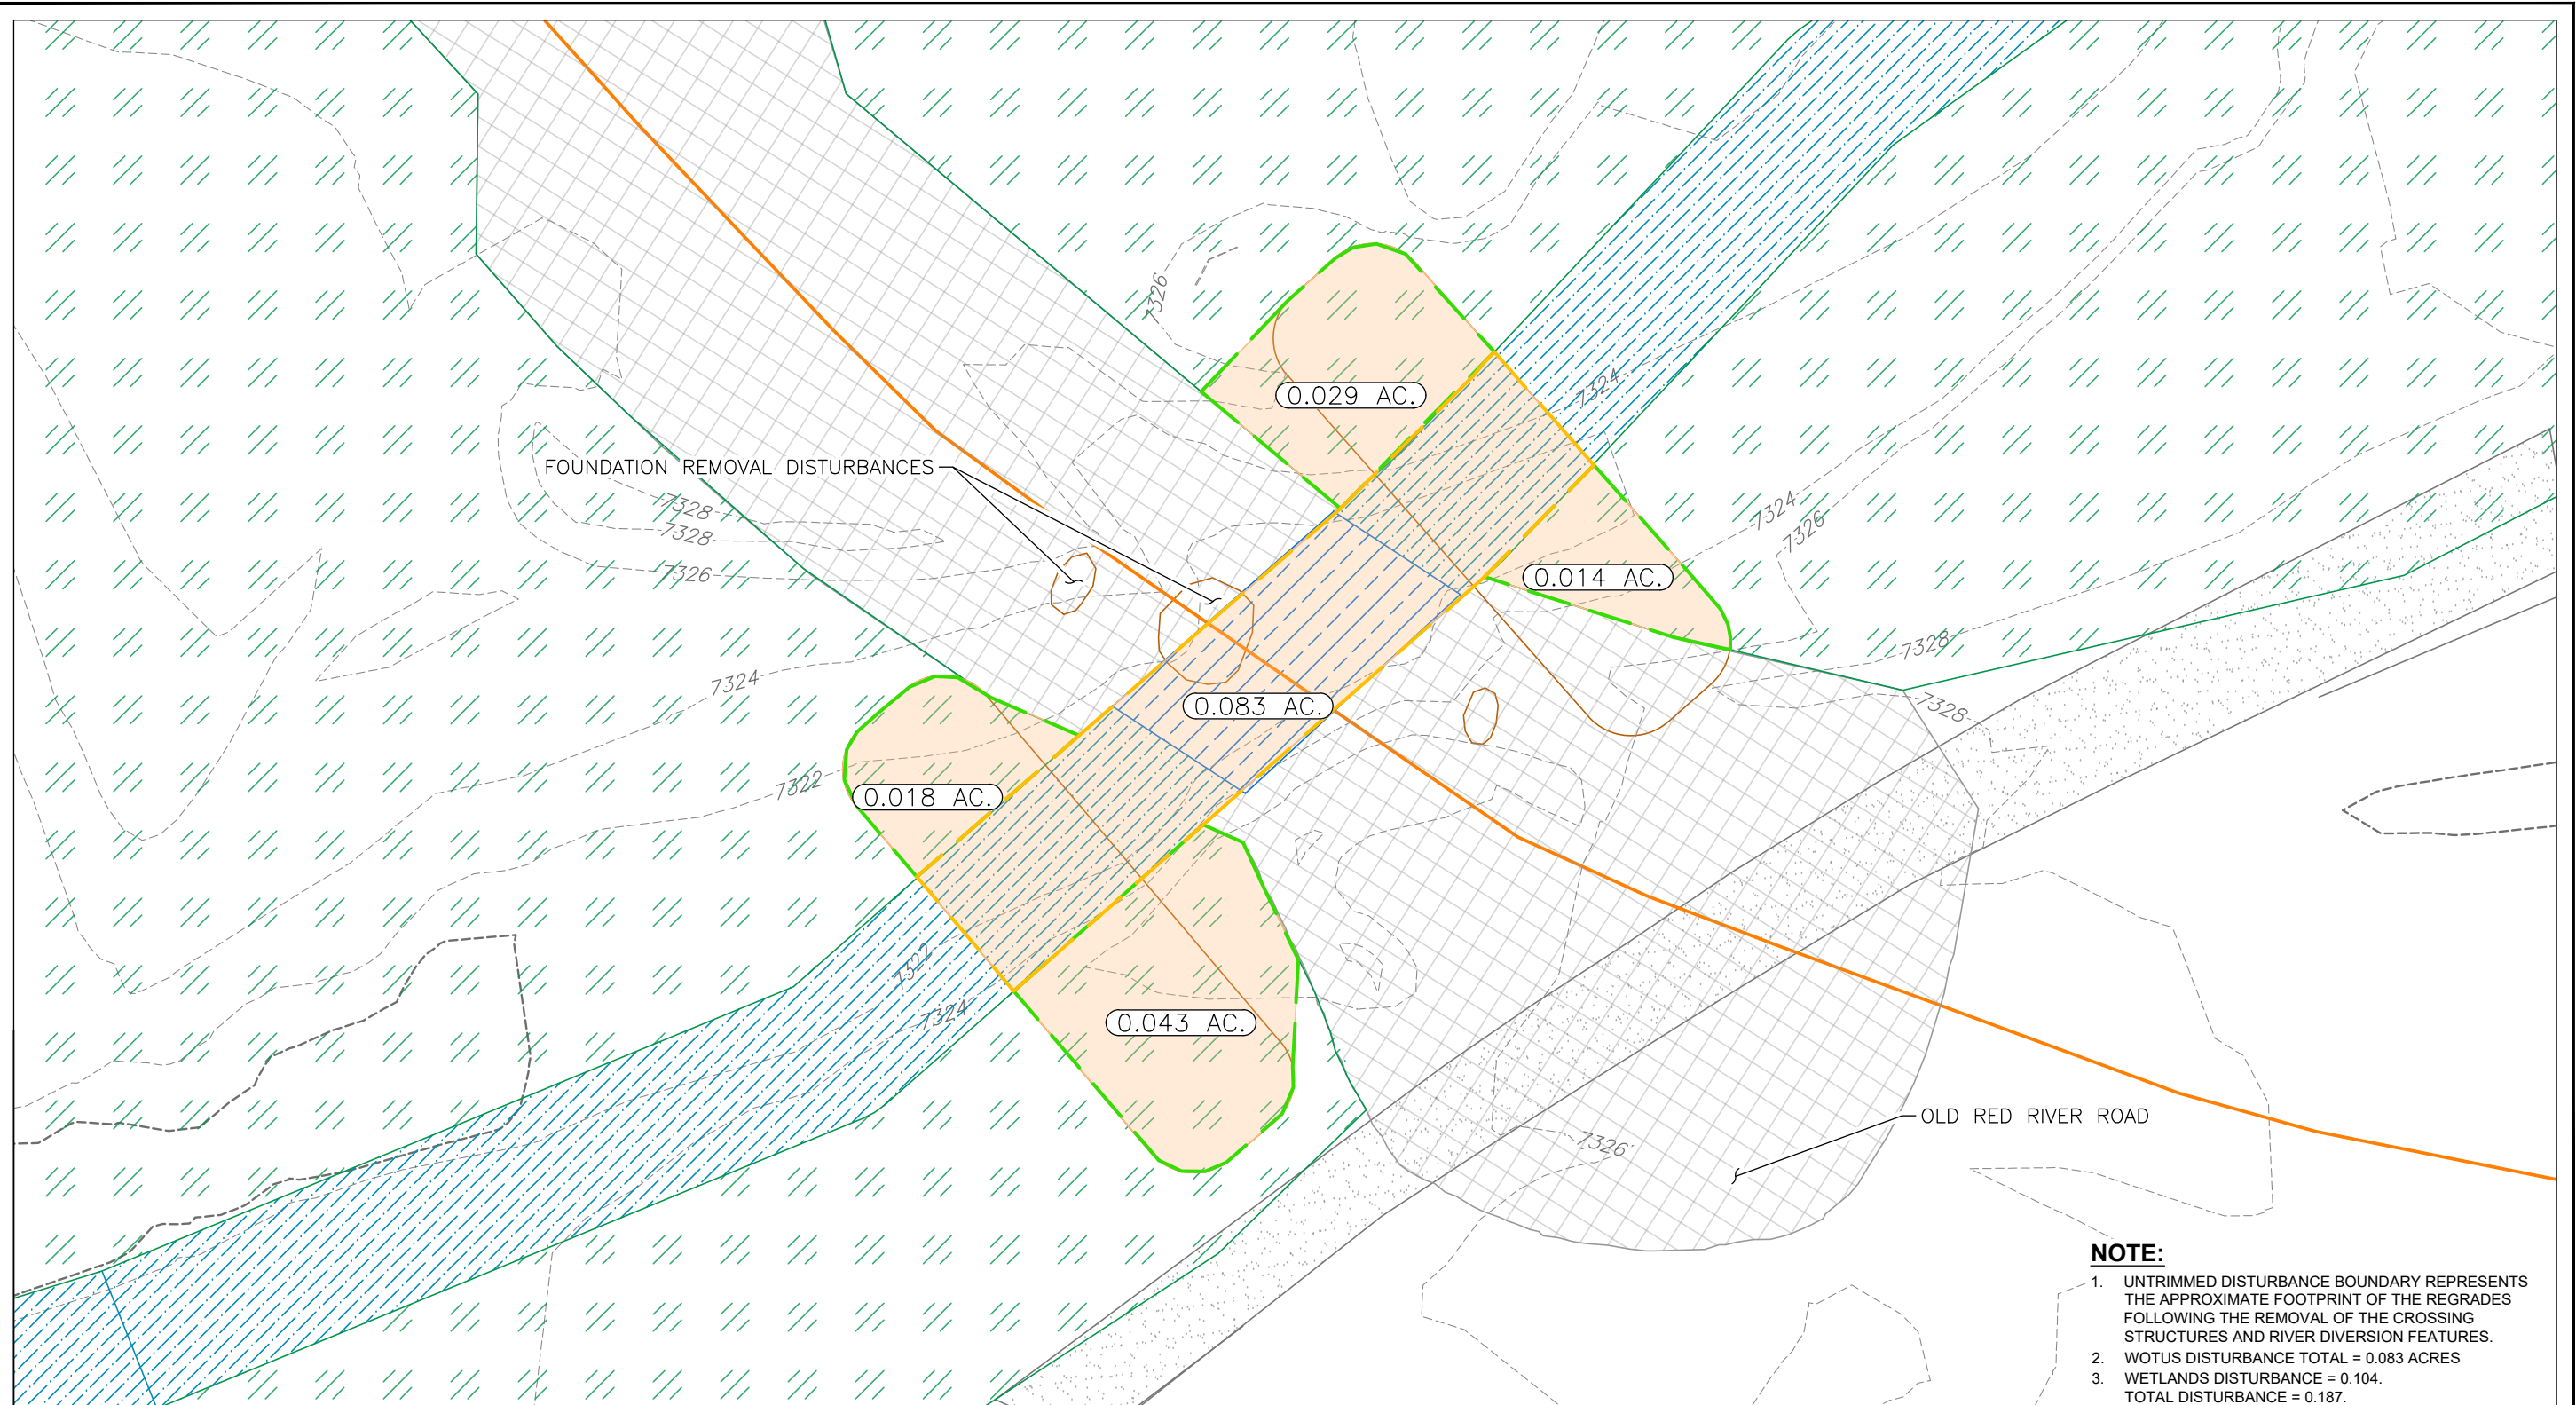 7326
0.029 AC.
7324
FOUNDATION REMOVAL DISTURBANCES
7328
7328
7326
7324
7326
0.014 AC.
7328
7324
7328
0.083 AC.
7322
0.018 AC.
7322
7324
0.043 AC.
OLD RED RIVER ROAD
7326
NOTE:
1. UNTRIMMED DISTURBANCE BOUNDARY REPRESENTS
THE APPROXIMATE FOOTPRINT OF THE REGRADES
FOLLOWING THE REMOVAL OF THE CROSSING
STRUCTURES AND RIVER DIVERSION FEATURES.
2. WOTUS DISTURBANCE TOTAL = 0.083 ACRES
3. WETLANDS DISTURBANCE = 0.104.
TOTAL DISTURBANCE = 0.187.